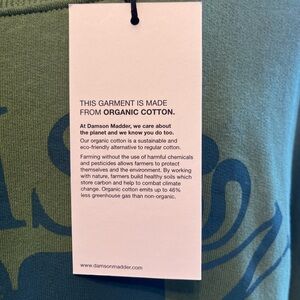 THIS GARMENT IS MADE
FROM ORGANIC COTTON.
At Damson Madder, we care about
the planet and we know you do too.
Our organic cotton is a sustainable and
eco-friendly alternative to regular cotton.
Farming without the use of harmful chemicals
and pesticides allows farmers to protect
themselves and the environment. By working
with nature, farmers build healthy soils which
store carbon and help to combat climate
change. Organic cotton emits up to 46%
less greenhouse gas than non-organic.
www.damsonmadder.com